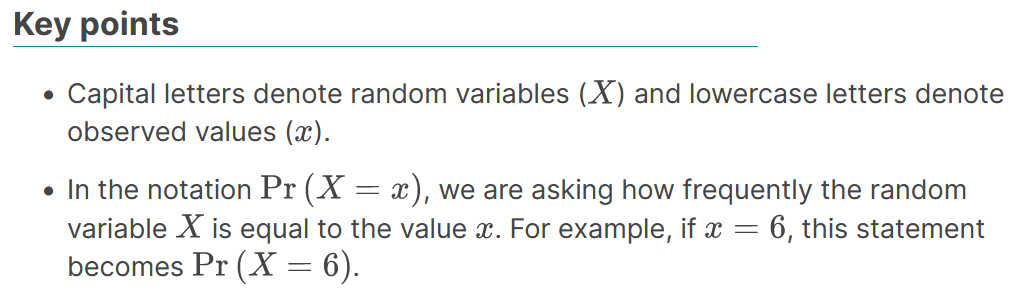 Key points
• Capital letters denote random variables (X) and lowercase letters denote
observed values (x).
• In the notation Pr (X = x), we are asking how frequently the random
variable X is equal to the value x. For example, if x = 6, this statement
becomes Pr (X = 6).